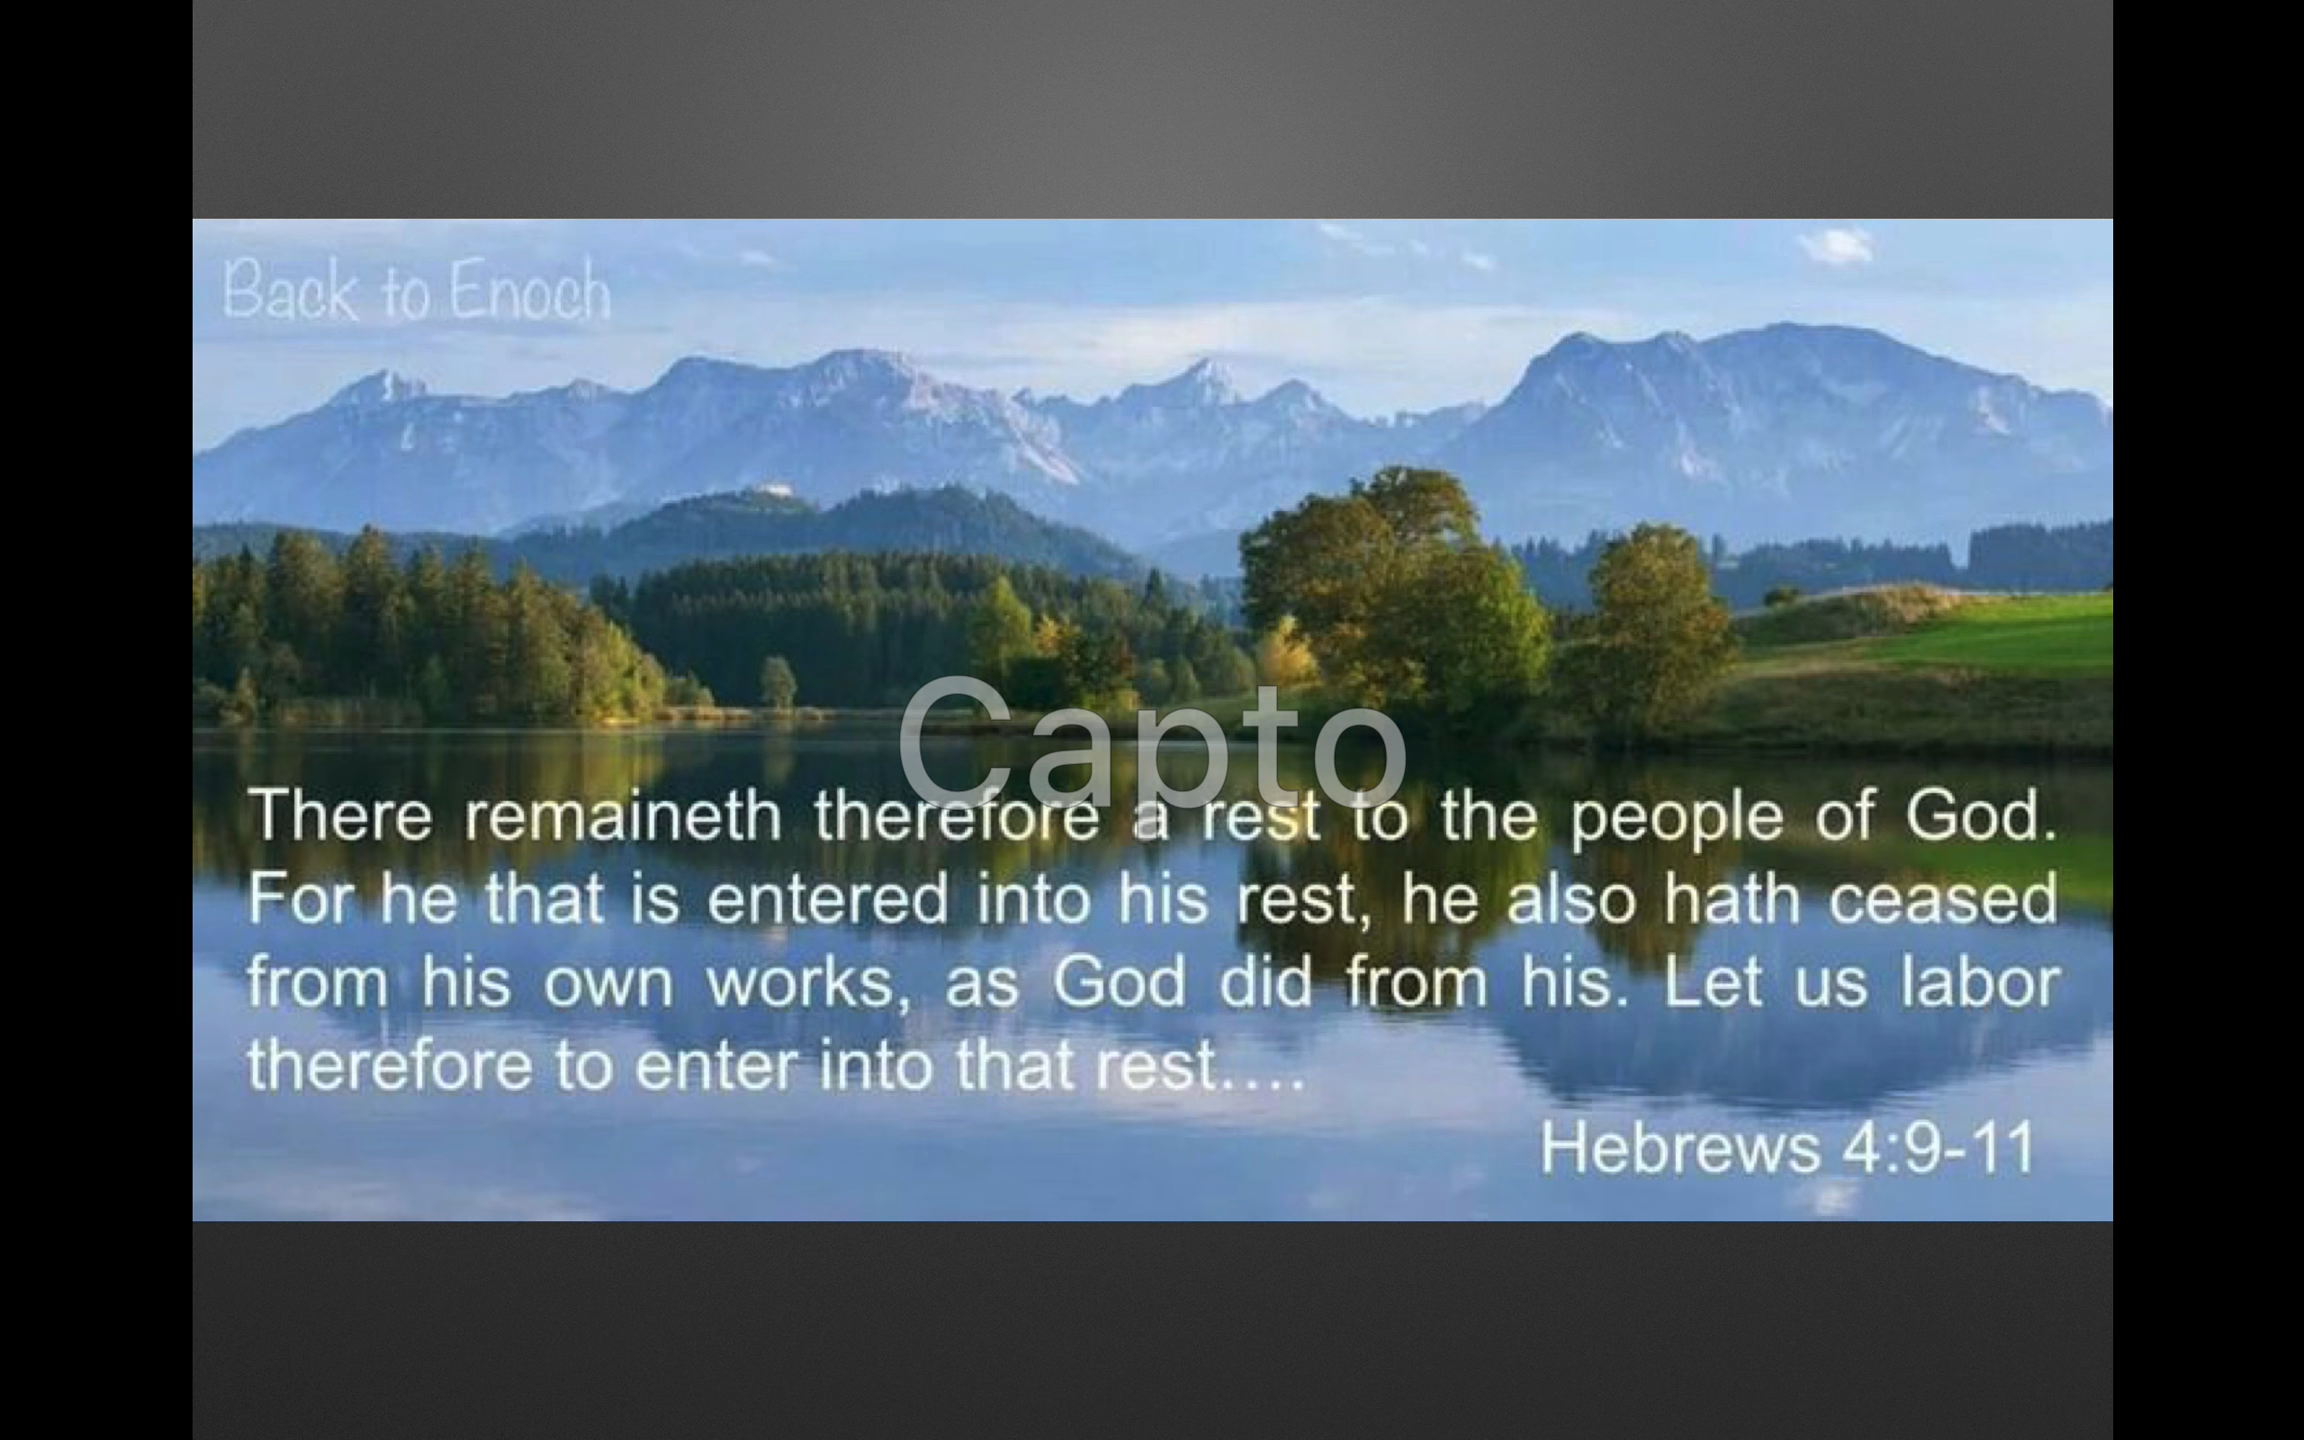 Back to Enoch
Capto
There remaineth therefore a rest to the people of God.
For he that is entered into his rest, he also hath ceased
from his own works, as God did from his. Let us labor
therefore to enter into that rest....
Hebrews 4:9-11